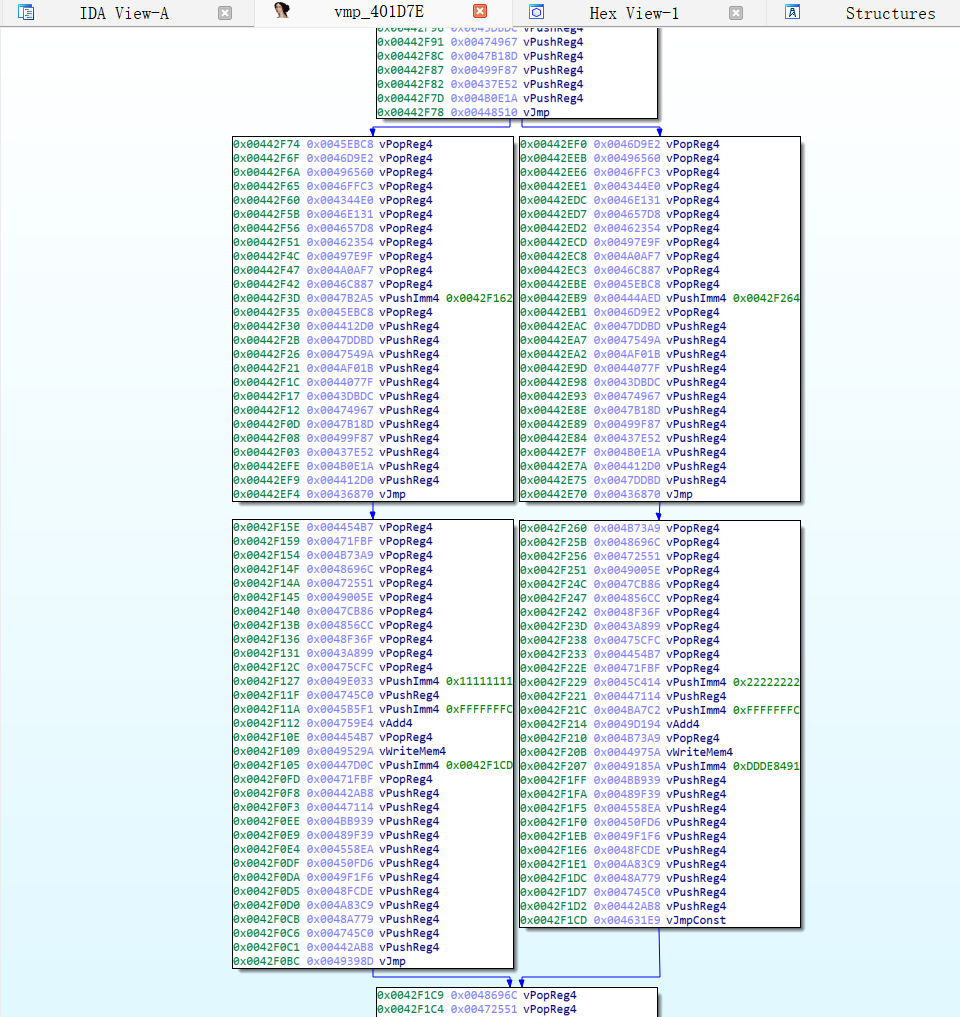 IDA View-A vmp_401D7E Hex View-1 Structures
0x00442F91 0x00474967 vPushReg4
0x00442F8C 0x0047B18D vPushReg4
0x00442F87 0x00499F87 vPushReg4
0x00442F82 0x00437E52 vPushReg4
0x00442F7D 0x004B0E1A vPushReg4
0x00442F78 0x00448510 vJmp
0x00442F74 0x0045EBC8 vPopReg4
0x00442F6F 0x0046D9E2 vPopReg4
0x00442F6A 0x00496560 vPopReg4
0x00442F65 0x0046FFC3 vPopReg4
0x00442F60 0x004344E0 vPopReg4
0x00442F5B 0x0046E131 vPopReg4
0x00442F56 0x004657D8 vPopReg4
0x00442F51 0x00462354 vPopReg4
0x00442F4C 0x00497E9F vPopReg4
0x00442F47 0x004A0AF7 vPopReg4
0x00442F42 0x0046C887 vPopReg4
0x00442F3D 0x0047B2A5 vPushImm4 0x0042F162
0x00442F35 0x0045EBC8 vPopReg4
0x00442F30 0x004412D0 vPushReg4
0x00442F2B 0x0047DDBD vPushReg4
0x00442F26 0x0047549A vPushReg4
0x00442F21 0x004AF01B vPushReg4
0x00442F1C 0x0044077F vPushReg4
0x00442F17 0x0043DBDC vPushReg4
0x00442F12 0x00474967 vPushReg4
0x00442F0D 0x0047B18D vPushReg4
0x00442F08 0x00499F87 vPushReg4
0x00442F03 0x00437E52 vPushReg4
0x00442EFE 0x004B0E1A vPushReg4
0x00442EF9 0x004412D0 vPushReg4
0x00442EF4 0x00436870 vJmp
0x00442EF0 0x0046D9E2 vPopReg4
0x00442EEB 0x00496560 vPopReg4
0x00442EE6 0x0046FFC3 vPopReg4
0x00442EE1 0x004344E0 vPopReg4
0x00442EDC 0x0046E131 vPopReg4
0x00442ED7 0x004657D8 vPopReg4
0x00442ED2 0x00462354 vPopReg4
0x00442ECD 0x00497E9F vPopReg4
0x00442EC8 0x004A0AF7 vPopReg4
0x00442EC3 0x0046C887 vPopReg4
0x00442EBE 0x0045EBC8 vPopReg4
0x00442EB9 0x00444AED vPushImm4 0x0042F264
0x00442EB1 0x0046D9E2 vPopReg4
0x00442EAC 0x0047DDBD vPushReg4
0x00442EA7 0x0047549A vPushReg4
0x00442EA2 0x004AF01B vPushReg4
0x00442E9D 0x0044077F vPushReg4
0x00442E98 0x0043DBDC vPushReg4
0x00442E93 0x00474967 vPushReg4
0x00442E8E 0x0047B18D vPushReg4
0x00442E89 0x00499F87 vPushReg4
0x00442E84 0x00437E52 vPushReg4
0x00442E7F 0x004B0E1A vPushReg4
0x00442E7A 0x004412D0 vPushReg4
0x00442E75 0x0047DDBD vPushReg4
0x00442E70 0x00436870 vJmp
0x0042F15E 0x004454B7 vPopReg4
0x0042F159 0x00471FBF vPopReg4
0x0042F154 0x004B73A9 vPopReg4
0x0042F14F 0x0048696C vPopReg4
0x0042F14A 0x00472551 vPopReg4
0x0042F145 0x0049005E vPopReg4
0x0042F140 0x0047CB86 vPopReg4
0x0042F13B 0x004856CC vPopReg4
0x0042F136 0x0048F36F vPopReg4
0x0042F131 0x0043A899 vPopReg4
0x0042F12C 0x00475CFC vPopReg4
0x0042F127 0x0049E033 vPushImm4 0x11111111
0x0042F11F 0x004745C0 vPushReg4
0x0042F11A 0x0045B5F1 vPushImm4 0xFFFFFFFC
0x0042F112 0x004759E4 vAdd4
0x0042F10E 0x004454B7 vPopReg4
0x0042F109 0x0049529A vWriteMem4
0x0042F105 0x00447D0C vPushImm4 0x0042F1CD
0x0042F0FD 0x00471FBF vPopReg4
0x0042F0F8 0x00442AB8 vPushReg4
0x0042F0F3 0x00447114 vPushReg4
0x0042F0EE 0x004BB939 vPushReg4
0x0042F0E9 0x00489F39 vPushReg4
0x0042F0E4 0x004558EA vPushReg4
0x0042F0DF 0x00450FD6 vPushReg4
0x0042F0DA 0x0049F1F6 vPushReg4
0x0042F0D5 0x0048FCDE vPushReg4
0x0042F0D0 0x004A83C9 vPushReg4
0x0042F0CB 0x0048A779 vPushReg4
0x0042F0C6 0x004745C0 vPushReg4
0x0042F0C1 0x00442AB8 vPushReg4
0x0042F0BC 0x0049398D vJmp
0x0042F260 0x004B73A9 vPopReg4
0x0042F25B 0x0048696C vPopReg4
0x0042F256 0x00472551 vPopReg4
0x0042F251 0x0049005E vPopReg4
0x0042F24C 0x0047CB86 vPopReg4
0x0042F247 0x004856CC vPopReg4
0x0042F242 0x0048F36F vPopReg4
0x0042F23D 0x0043A899 vPopReg4
0x0042F238 0x00475CFC vPopReg4
0x0042F233 0x004454B7 vPopReg4
0x0042F22E 0x00471FBF vPopReg4
0x0042F229 0x0045C414 vPushImm4 0x22222222
0x0042F221 0x00447114 vPushReg4
0x0042F21C 0x004BA7C2 vPushImm4 0xFFFFFFFC
0x0042F214 0x0049D194 vAdd4
0x0042F210 0x004B73A9 vPopReg4
0x0042F20B 0x0044975A vWriteMem4
0x0042F207 0x0049185A vPushImm4 0xDDDE8491
0x0042F1FF 0x004BB939 vPushReg4
0x0042F1FA 0x00489F39 vPushReg4
0x0042F1F5 0x004558EA vPushReg4
0x0042F1F0 0x00450FD6 vPushReg4
0x0042F1EB 0x0049F1F6 vPushReg4
0x0042F1E6 0x0048FCDE vPushReg4
0x0042F1E1 0x004A83C9 vPushReg4
0x0042F1DC 0x0048A779 vPushReg4
0x0042F1D7 0x004745C0 vPushReg4
0x0042F1D2 0x00442AB8 vPushReg4
0x0042F1CD 0x004631E9 vJmpConst
0x0042F1C9 0x0048696C vPopReg4
0x0042F1C4 0x00472551 vPopReg4